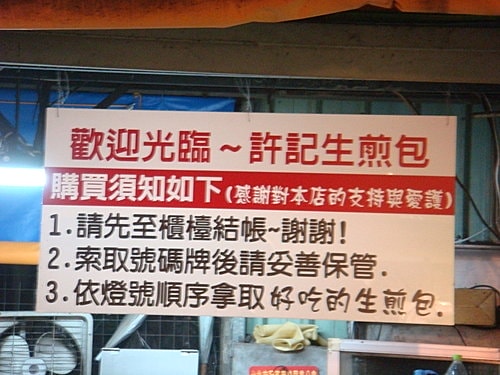 歡迎光臨~許記生煎包
購買須知如下(感謝對本店的支持與愛護)
1.請先至櫃檯結帳~謝謝!
2.索取號碼牌後請妥善保管.
3.依燈號順序拿取好吃的生煎包.